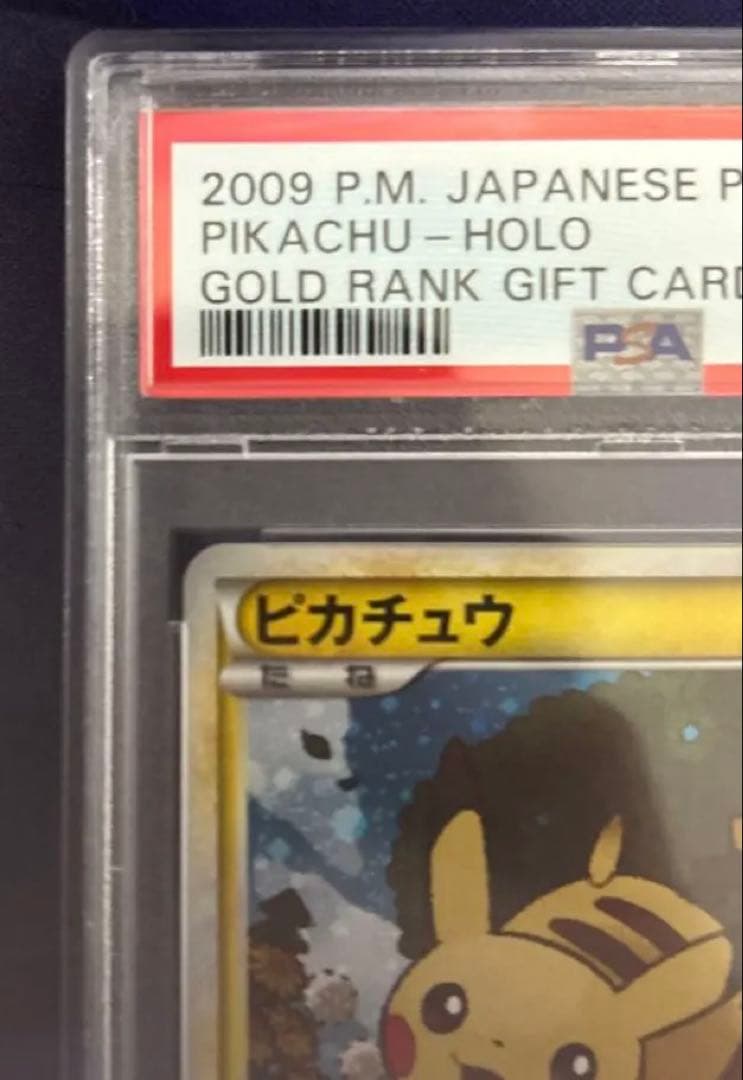 2009 P.M. JAPANESE P
PIKACHU – HOLO
GOLD RANK GIFT CARD
PSA
ピカチュウ
たね